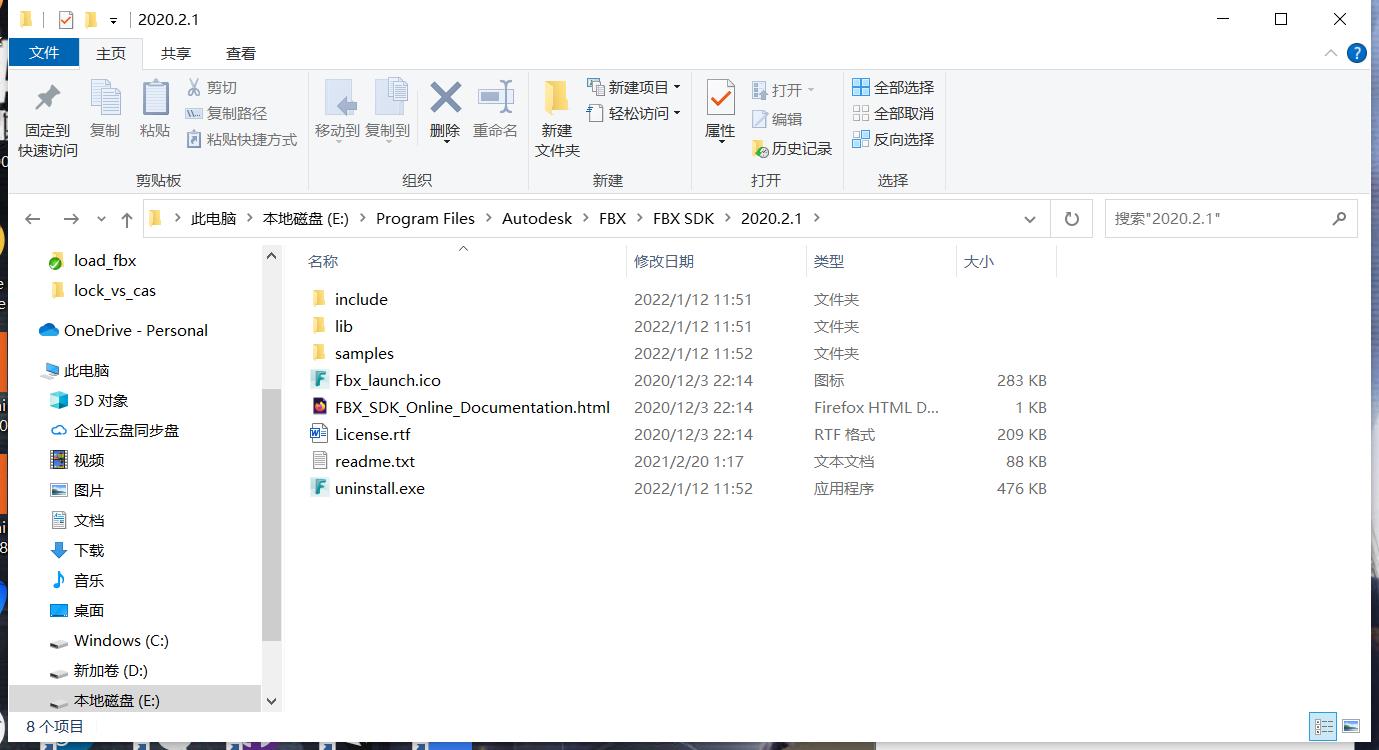 2020.2.1
文件 主页 共享 查看
固定到
快速访问
复制
粘贴
剪切
复制路径
粘贴快捷方式
剪贴板
移动到
复制到
删除
重命名
组织
新建
文件夹
新建项目
轻松访问
新建
属性
打开
编辑
历史记录
打开
全部选择
全部取消
反向选择
选择
此电脑 本地磁盘 (E:) Program Files Autodesk FBX FBX SDK 2020.2.1
搜索"2020.2.1"
load_fbx
lock_vs_cas
OneDrive - Personal
此电脑
3D 对象
企业云盘同步盘
视频
图片
文档
下载
音乐
桌面
Windows (C:)
新加卷 (D:)
本地磁盘 (E:)
名称 修改日期 类型 大小
include 2022/1/12 11:51 文件夹
lib 2022/1/12 11:51 文件夹
samples 2022/1/12 11:52 文件夹
Fbx_launch.ico 2020/12/3 22:14 图标 283 KB
FBX_SDK_Online_Documentation.html 2020/12/3 22:14 Firefox HTML D... 1 KB
License.rtf 2020/12/3 22:14 RTF 格式 209 KB
readme.txt 2021/2/20 1:17 文本文档 88 KB
uninstall.exe 2022/1/12 11:52 应用程序 476 KB
8 个项目